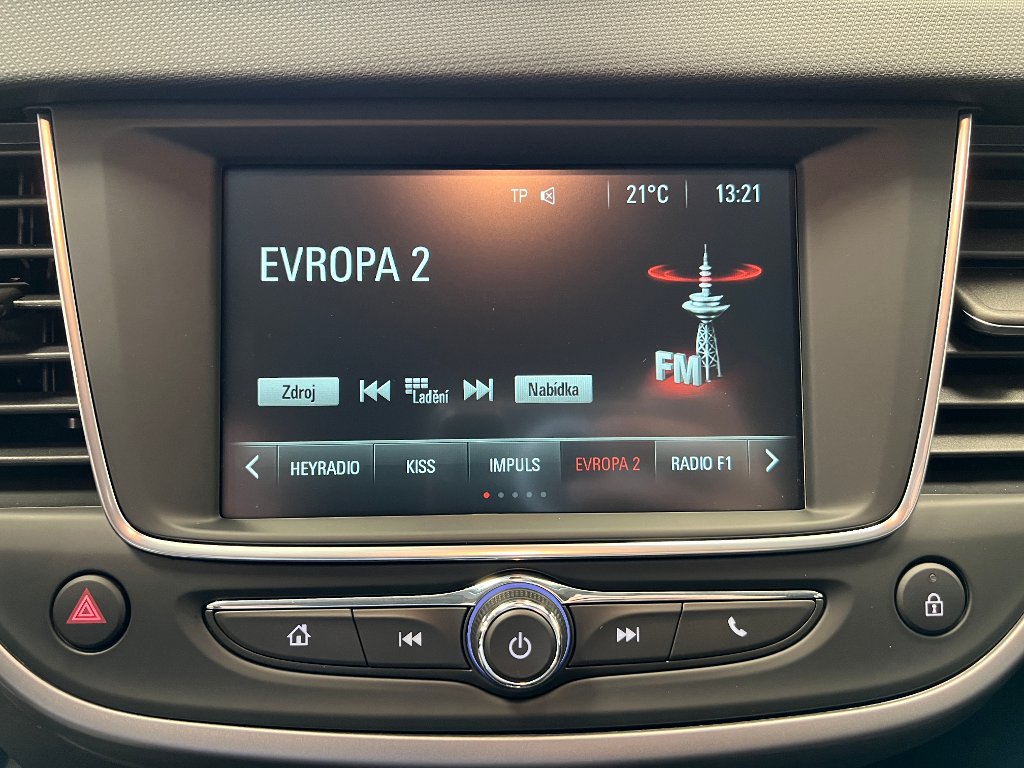 TP 21°C 13:21
EVROPA 2
FM
Zdroj Ladění Nabídka
HEYRADIO KISS IMPULS EVROPA 2 RADIO F1